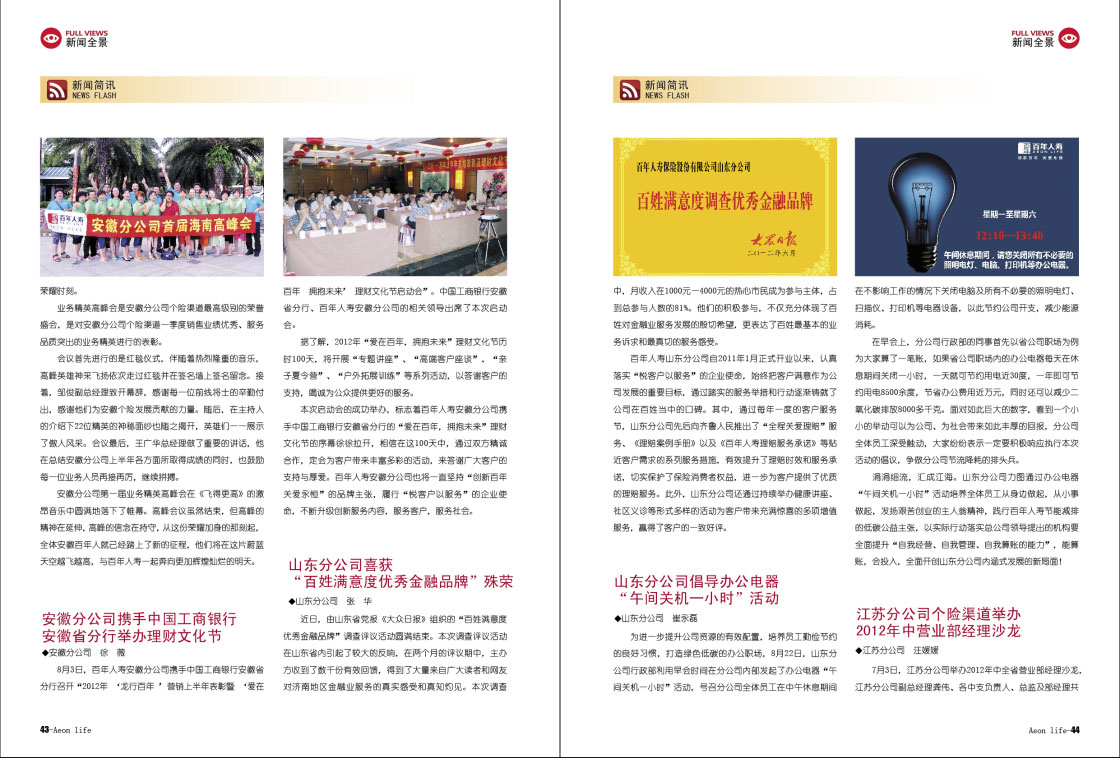 FULL VIEWS
新闻全景
新闻简讯
NEWS FLASH
百年人寿
安徽分公司首届海南高峰会
荣耀时刻。
业务精英高峰会是安徽分公司个险渠道最高级别的荣誉
盛会，是对安徽分公司个险渠道一季度销售业绩优秀、服务
品质突出的业务精英进行的表彰。
会议首先进行的是红毯仪式，伴随着热烈隆重的音乐，
高峰英雄神采飞扬依次走过红毯并在签名墙上签名留念。接
着，邹俊副总经理致开幕辞，感谢每一位前线将士的辛勤付
出，感谢他们为安徽个险发展贡献的力量。随后，在主持人
的介绍下22位精英的神秘面纱也随之揭开，英雄们一一展示
了做人风采。会议最后，王广华总经理做了重要的讲话，他
在总结安徽分公司上半年各方面所取得成绩的同时，也鼓励
每一位业务人员再接再厉，继续拼搏。
安徽分公司第一届业务精英高峰会在《飞得更高》的激
昂音乐中圆满地落下了帷幕。高峰会议虽然结束，但高峰的
精神在延伸，高峰的信念在持守，从这份荣耀加身的那刻起，
全体安徽百年人就已经踏上了新的征程，他们将在这片蔚蓝
天空越飞越高，与百年人寿一起奔向更加辉煌灿烂的明天。
安徽分公司携手中国工商银行
安徽省分行举办理财文化节
◆安徽分公司 徐 薇
8月3日，百年人寿安徽分公司携手中国工商银行安徽省
分行召开“2012年 ‘龙行百年 ’营销上半年表彰暨 ‘爱在
百年 拥抱未来’ 理财文化节启动会”。中国工商银行安徽
省分行、百年人寿安徽分公司的相关领导出席了本次启动
会。
据了解，2012年“爱在百年，拥抱未来”理财文化节历
时100天，将开展“专题讲座”、“高端客户座谈”、“亲
子夏令营”、“户外拓展训练”等系列活动，以答谢客户的
支持，竭诚为公众提供更好的服务。
本次启动会的成功举办，标志着百年人寿安徽分公司携
手中国工商银行安徽省分行的“爱在百年，拥抱未来”理财
文化节的序幕徐徐拉开，相信在这100天中，通过双方精诚
合作，定会为客户带来丰富多彩的活动，来答谢广大客户的
支持与厚爱。百年人寿安徽分公司也将一直坚持“创新百年
关爱永恒”的品牌主张，履行“悦客户以服务”的企业使
命，不断升级创新服务内容，服务客户，服务社会。
山东分公司喜获
“百姓满意度优秀金融品牌”殊荣
◆山东分公司 张 华
近日，由山东省党报《大众日报》组织的“百姓满意度
优秀金融品牌”调查评议活动圆满结束。本次调查评议活动
在山东省内引起了较大的反响，在两个月的评议期中，主办
方收到了数千份有效回馈，得到了大量来自广大读者和网友
对济南地区金融业服务的真实感受和真知灼见。本次调查
43-Aeon life
FULL VIEWS
新闻全景
新闻简讯
NEWS FLASH
百年人寿保险股份有限公司山东分公司
百姓满意度调查优秀金融品牌
大众日报
二〇一二年六月
中，月收入在1000元—4000元的热心市民成为参与主体，占
到总参与人数的81%。他们的积极参与，不仅充分体现了百
姓对金融业服务发展的殷切希望，更表达了百姓最基本的业
务诉求和最真切的服务感受。
百年人寿山东分公司自2011年1月正式开业以来，认真
落实“悦客户以服务”的企业使命，始终把客户满意作为公
司发展的重要目标，通过踏实的服务举措和行动逐渐铸就了
公司在百姓当中的口碑。其中，通过每年一度的客户服务
节，山东分公司先后向齐鲁人民推出了“全程关爱理赔”服
务、《理赔案例手册》以及《百年人寿理赔服务承诺》等贴
近客户需求的系列服务措施，有效提升了理赔时效和服务承
诺，切实保护了保险消费者权益，进一步为客户提供了优质
的理赔服务。此外，山东分公司还通过持续举办健康讲座、
社区义诊等形式多样的活动为客户带来充满惊喜的多项增值
服务，赢得了客户的一致好评。
山东分公司倡导办公电器
“午间关机一小时”活动
◆山东分公司 崔永磊
为进一步提升公司资源的有效配置，培养员工勤俭节约
的良好习惯，打造绿色低碳的办公职场，8月22日，山东分
公司行政部利用早会时间在分公司内部发起了办公电器“午
间关机一小时”活动，号召分公司全体员工在中午休息期间
百年人寿
AEON LIFE
创新百年 关爱永恒
星期一至星期六
12:10—13:40
午间休息期间，请您关闭所有不必要的
照明电灯、电脑、打印机等办公电器。
在不影响工作的情况下关闭电脑及所有不必要的照明电灯、
扫描仪、打印机等电器设备，以此节约公司开支，减少能源
消耗。
在早会上，分公司行政部的同事首先以省公司职场为例
为大家算了一笔账，如果省公司职场内的办公电器每天在休
息期间关闭一小时，一天就可节约用电近30度，一年即可节
约用电8500余度，节省办公费用近万元，同时还可以减少二
氧化碳排放8000多千克。面对如此巨大的数字，看到一个小
小的举动可以为公司、为社会带来如此丰厚的回报，分公司
全体员工深受触动，大家纷纷表示一定要积极响应执行本次
活动的倡议，争做分公司节流降耗的排头兵。
涓涓细流，汇成江海。山东分公司力图通过办公电器
“午间关机一小时”活动培养全体员工从身边做起，从小事
做起，发扬艰苦创业的主人翁精神，践行百年人寿节能减排
的低碳公益主张，以实际行动落实总公司领导提出的机构要
全面提升“自我经营、自我管理、自我算账的能力”，能算
账，会投入，全面开创山东分公司内涵式发展的新局面！
江苏分公司个险渠道举办
2012年中营业部经理沙龙
◆江苏分公司 汪媛媛
7月3日，江苏分公司举办2012年中全省营业部经理沙龙，
江苏分公司副总经理龚伟、各中支负责人、总监及部经理共
Aeon life-44